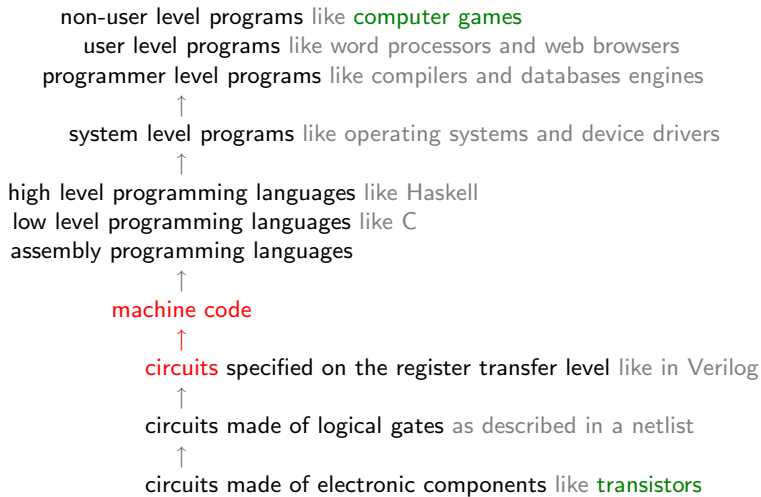 non-user level programs like computer games
user level programs like word processors and web browsers
programmer level programs like compilers and databases engines
↑
system level programs like operating systems and device drivers
↑
high level programming languages like Haskell
low level programming languages like C
assembly programming languages
↑
machine code
↑
circuits specified on the register transfer level like in Verilog
↑
circuits made of logical gates as described in a netlist
↑
circuits made of electronic components like transistors